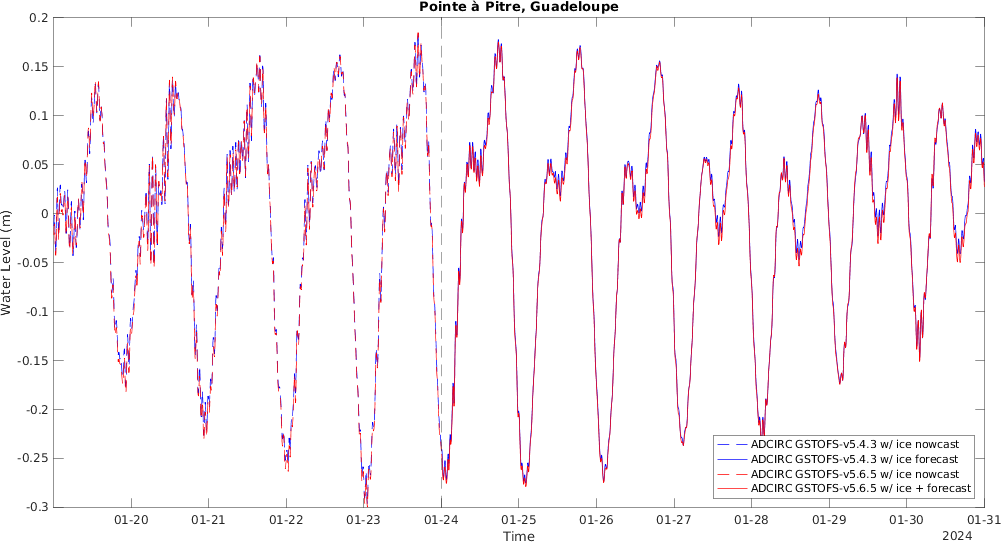 Pointe à Pitre, Guadeloupe
0.2
0.15
0.1
0.05
0
-0.05
-0.1
-0.15
-0.2
-0.25
-0.3
Water Level (m)
ADCIRC GSTOFS-v5.4.3 w/ ice nowcast
ADCIRC GSTOFS-v5.4.3 w/ ice forecast
ADCIRC GSTOFS-v5.6.5 w/ ice nowcast
ADCIRC GSTOFS-v5.6.5 w/ ice + forecast
01-20 01-21 01-22 01-23 01-24 01-25 01-26 01-27 01-28 01-29 01-30 01-31
Time
2024